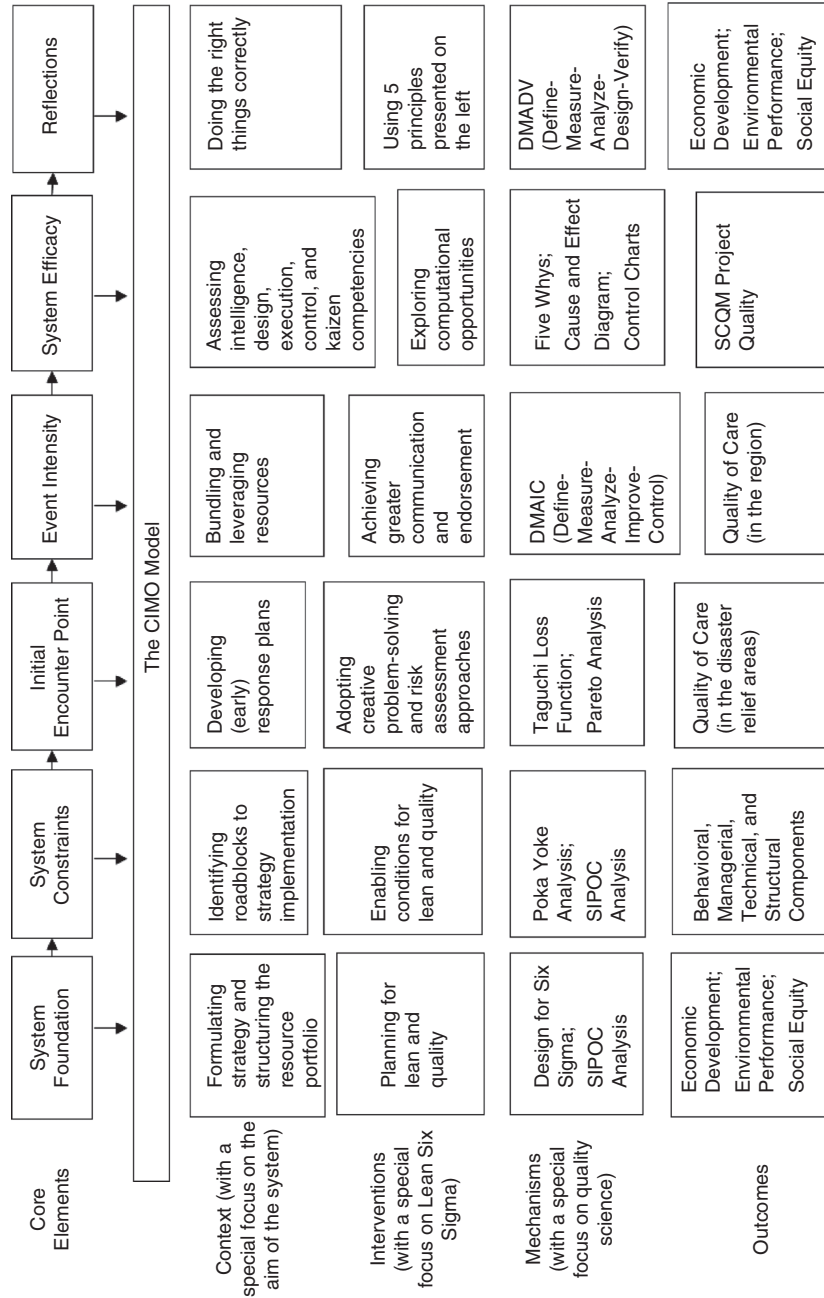 Core
Elements
System
Foundation
System
Constraints
Initial
Encounter Point
Event Intensity
System Efficacy
Reflections
The CIMO Model
Context (with a
special focus on the
aim of the system)
Formulating
strategy and
structuring the
resource
portfolio
Identifying
roadblocks to
strategy
implementation
Developing
(early)
response plans
Bundling and
leveraging
resources
Assessing
intelligence,
design,
execution,
control, and
kaizen
competencies
Doing the right
things correctly
Interventions
(with a special
focus on Lean Six
Sigma)
Planning for
lean and
quality
Enabling
conditions for
lean and quality
Adopting
creative
problem-solving
and risk
assessment
approaches
Achieving
greater
communication
and
endorsement
Exploring
computational
opportunities
Using 5
principles
presented on
the left
Mechanisms
(with a special
focus on quality
science)
Design for Six
Sigma;
SIPOC
Analysis
Poka Yoke
Analysis;
SIPOC
Analysis
Taguchi Loss
Function;
Pareto Analysis
DMAIC
(Define-
Measure-
Analyze-
Improve-
Control)
Five Whys;
Cause and Effect
Diagram;
Control Charts
DMADV
(Define-
Measure-
Analyze-
Design-Verify)
Outcomes
Economic
Development;
Environmental
Performance;
Social Equity
Behavioral,
Managerial,
Technical, and
Structural
Components
Quality of Care
(in the disaster
relief areas)
Quality of Care
(in the region)
SCQM Project
Quality
Economic
Development;
Environmental
Performance;
Social Equity